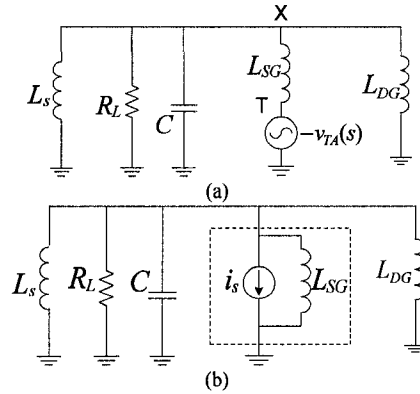 X
L_s
R_L
C
L_SG
T
-v_TA(s)
L_DG
(a)
L_s
R_L
C
i_s
L_SG
L_DG
(b)